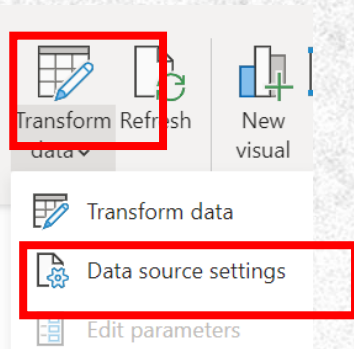 Transform Refresh New
data visual
Transform data
Data source settings
Edit parameters